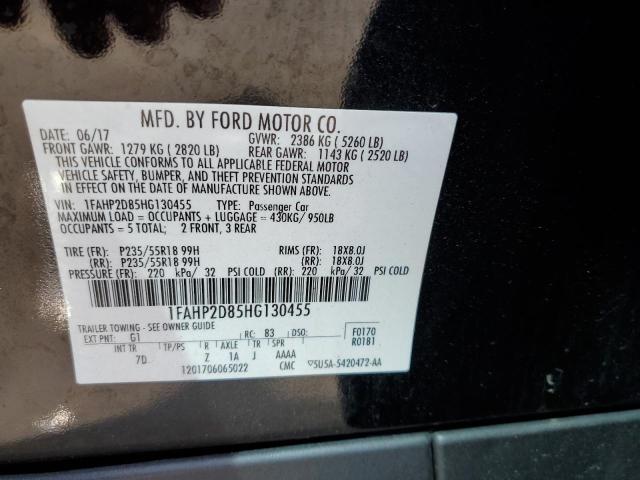 MFD. BY FORD MOTOR CO.
DATE: 06/17 GVWR: 2386 KG ( 5260 LB)
FRONT GAWR: 1279 KG ( 2820 LB) REAR GAWR: 1143 KG ( 2520 LB)
THIS VEHICLE CONFORMS TO ALL APPLICABLE FEDERAL MOTOR
VEHICLE SAFETY, BUMPER, AND THEFT PREVENTION STANDARDS
IN EFFECT ON THE DATE OF MANUFACTURE SHOWN ABOVE.
VIN: 1FAHP2D85HG130455 TYPE: Passenger Car
MAXIMUM LOAD = OCCUPANTS + LUGGAGE = 430KG/ 950LB
OCCUPANTS = 5 TOTAL; 2 FRONT, 3 REAR
TIRE (FR): P235/55R18 99H RIMS (FR): 18X8.0J
(RR): P235/55R18 99H (RR): 18X8.0J
PRESSURE (FR): 220 kPa/ 32 PSI COLD (RR): 220 kPa/ 32 PSI COLD
1FAHP2D85HG130455
TRAILER TOWING - SEE OWNER GUIDE
EXT PNT: G1 RC: 83 DSO: F0170
R0181
INT TR TP/PS R AXLE TR SPR
7D Z 1A J AAAA
1201706065022 CMC ▽5U5A-5420472-AA